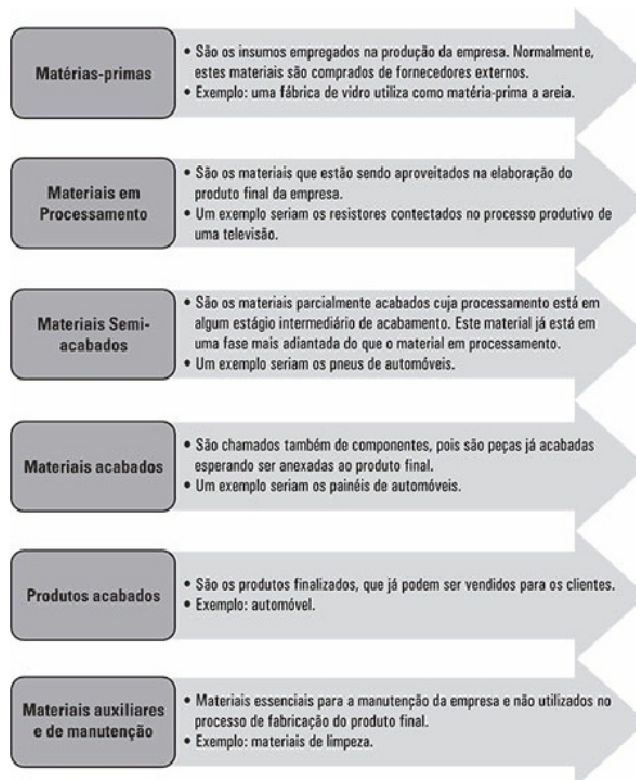 Matérias-primas
• São os insumos empregados na produção da empresa. Normalmente,
estes materiais são comprados de fornecedores externos.
• Exemplo: uma fábrica de vidro utiliza como matéria-prima a areia.
Materiais em
Processamento
• São os materiais que estão sendo aproveitados na elaboração do
produto final da empresa.
• Um exemplo seriam os resistores contectados no processo produtivo de
uma televisão.
Materiais Semi-
acabados
• São os materiais parcialmente acabados cuja processamento está em
algum estágio intermediário de acabamento. Este material já está em
uma fase mais adiantada do que o material em processamento.
• Um exemplo seriam os pneus de automóveis.
Materiais acabados
• São chamados também de componentes, pois são peças já acabadas
esperando ser anexadas ao produto final.
• Um exemplo seriam os painéis de automóveis.
Produtos acabados
• São os produtos finalizados, que já podem ser vendidos para os clientes.
• Exemplo: automóvel.
Materiais auxiliares
e de manutenção
• Materiais essenciais para a manutenção da empresa e não utilizados no
processo de fabricação do produto final.
• Exemplo: materiais de limpeza.